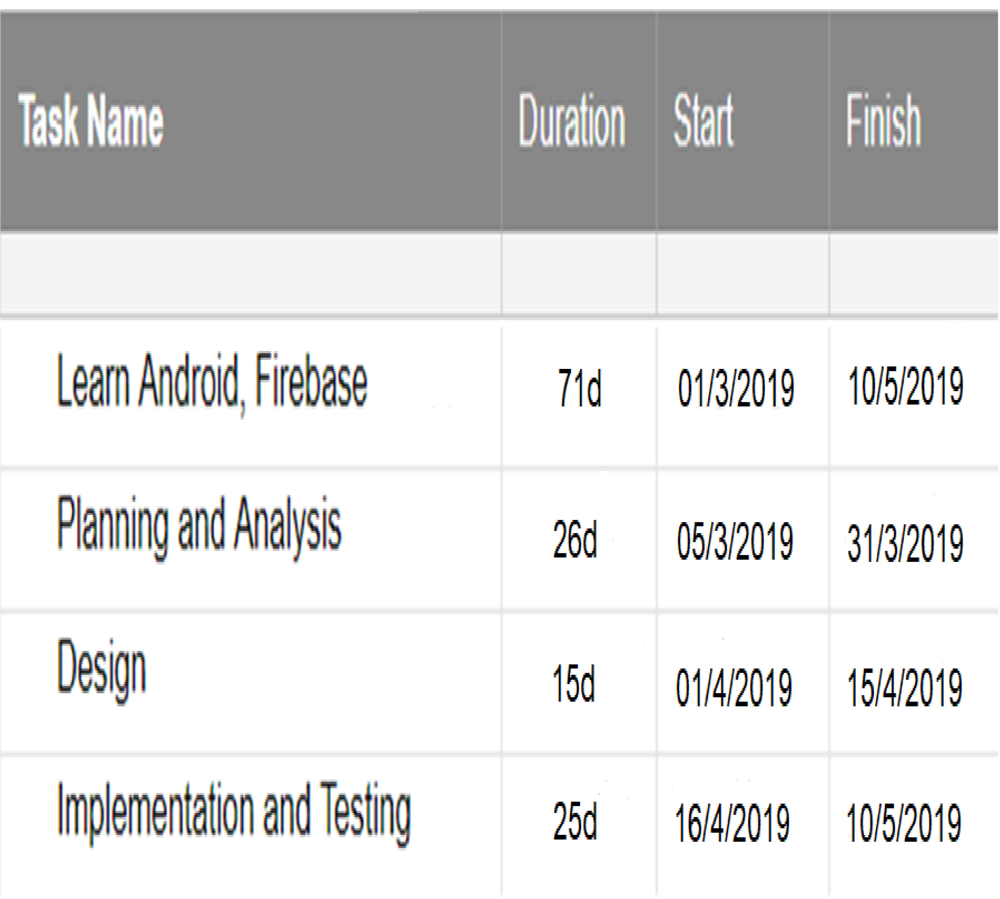 Task Name Duration Start Finish
Learn Android, Firebase 71d 01/3/2019 10/5/2019
Planning and Analysis 26d 05/3/2019 31/3/2019
Design 15d 01/4/2019 15/4/2019
Implementation and Testing 25d 16/4/2019 10/5/2019